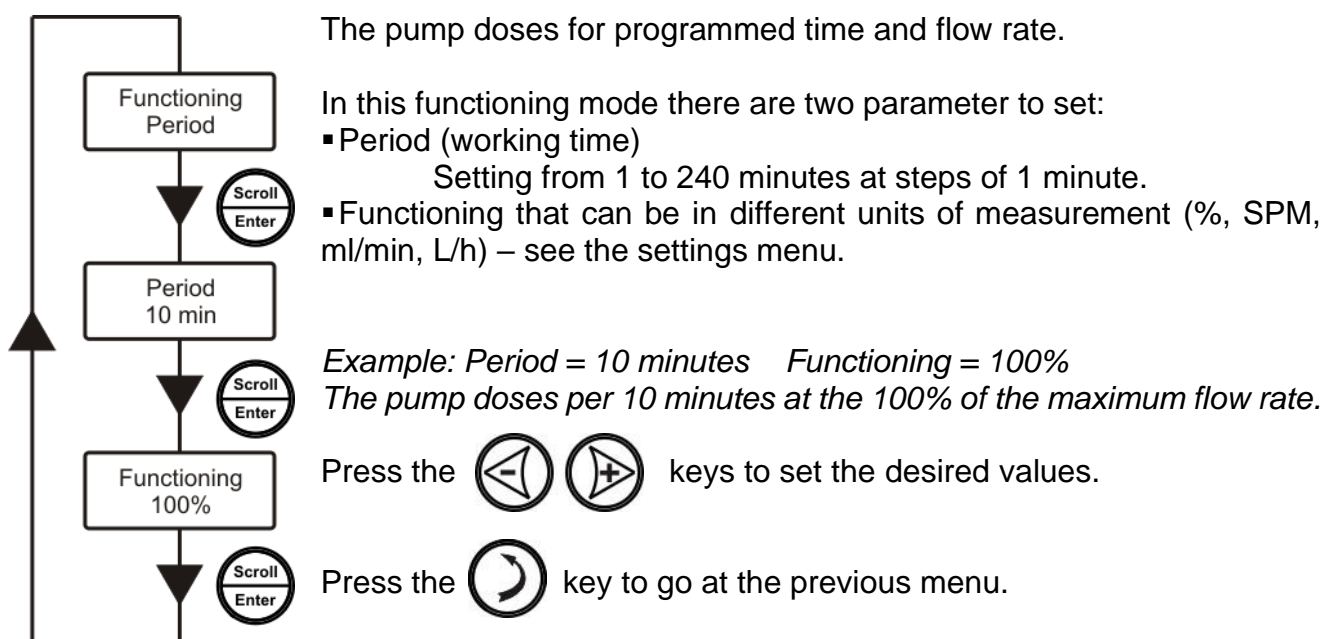 The pump doses for programmed time and flow rate.
Functioning
Period
In this functioning mode there are two parameter to set:
▪Period (working time)
Setting from 1 to 240 minutes at steps of 1 minute.
▪Functioning that can be in different units of measurement (%, SPM,
ml/min, L/h) – see the settings menu.
Scroll
Enter
Period
10 min
Example: Period = 10 minutes Functioning = 100%
The pump doses per 10 minutes at the 100% of the maximum flow rate.
Scroll
Enter
Functioning
100%
Press the - + keys to set the desired values.
Scroll
Enter
Press the key to go at the previous menu.